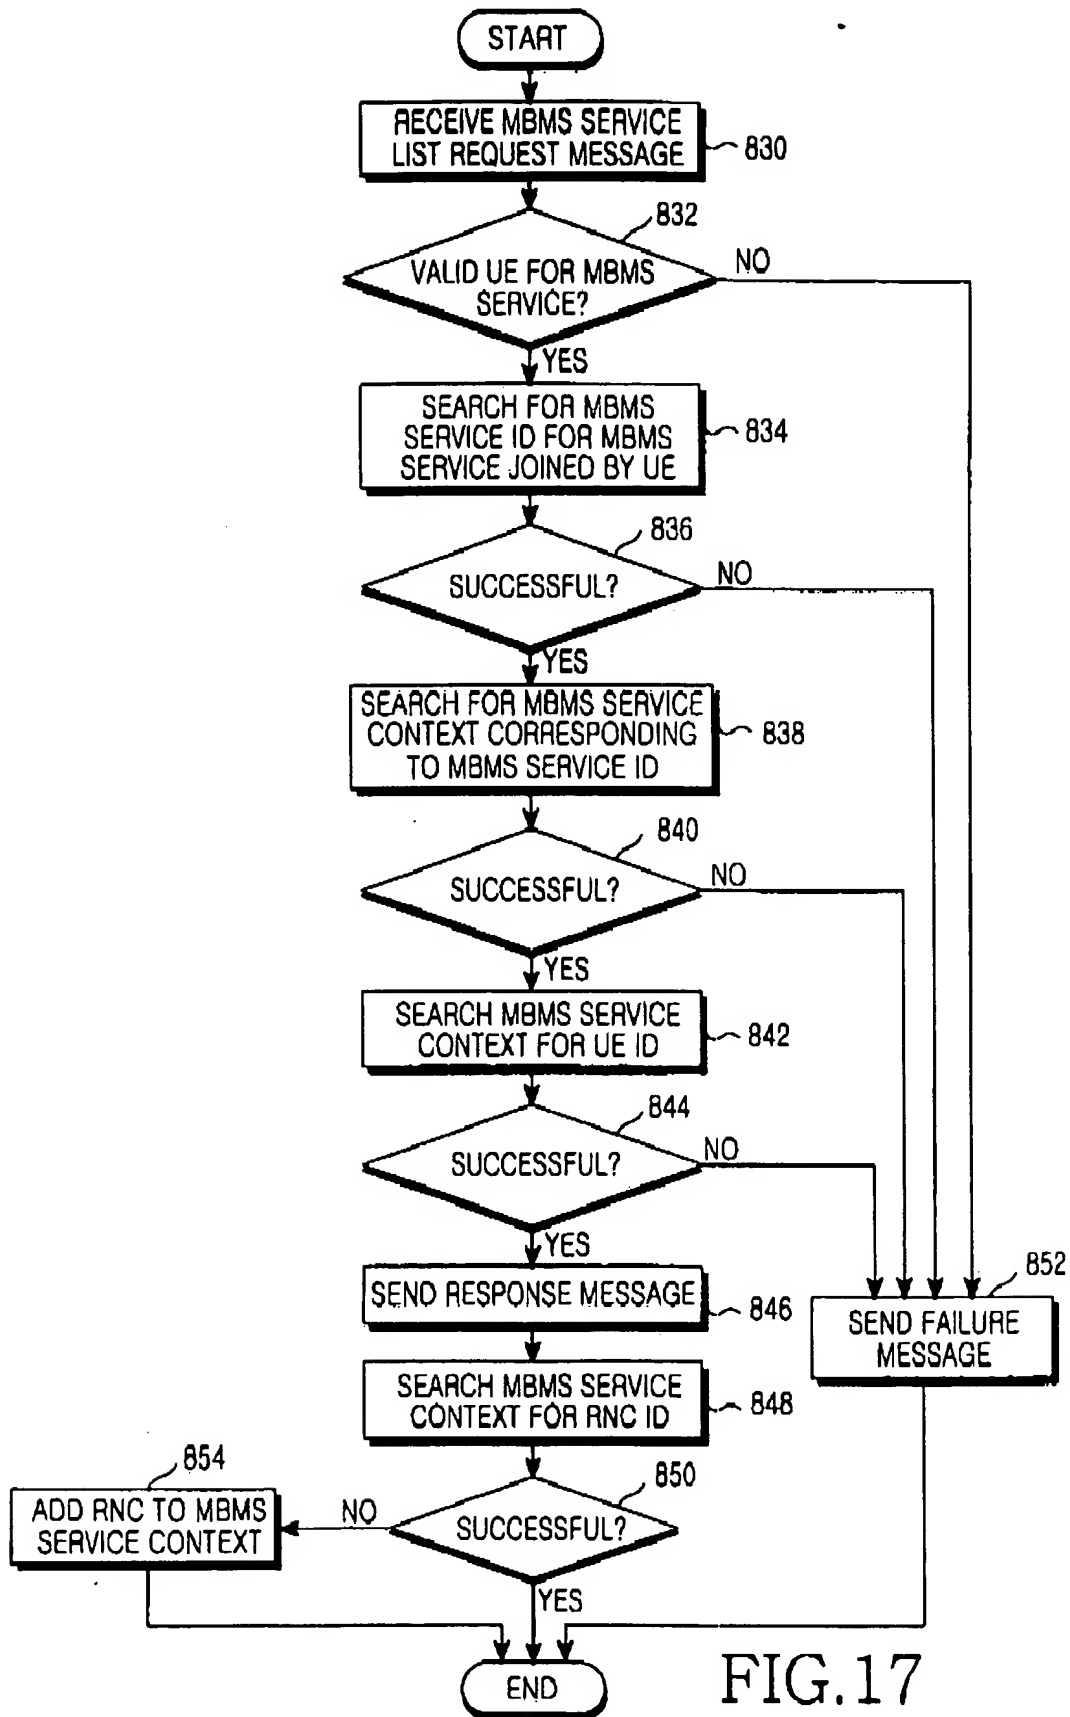 START
RECEIVE MBMS SERVICE
LIST REQUEST MESSAGE
830
832
VALID UE FOR MBMS
SERVICE?
NO
YES
SEARCH FOR MBMS
SERVICE ID FOR MBMS
SERVICE JOINED BY UE
834
836
SUCCESSFUL?
NO
YES
SEARCH FOR MBMS SERVICE
CONTEXT CORRESPONDING
TO MBMS SERVICE ID
838
840
SUCCESSFUL?
NO
YES
SEARCH MBMS SERVICE
CONTEXT FOR UE ID
842
844
SUCCESSFUL?
NO
YES
SEND RESPONSE MESSAGE
846
852
SEND FAILURE
MESSAGE
SEARCH MBMS SERVICE
CONTEXT FOR RNC ID
848
854
ADD RNC TO MBMS
SERVICE CONTEXT
NO
850
SUCCESSFUL?
YES
END
FIG.17